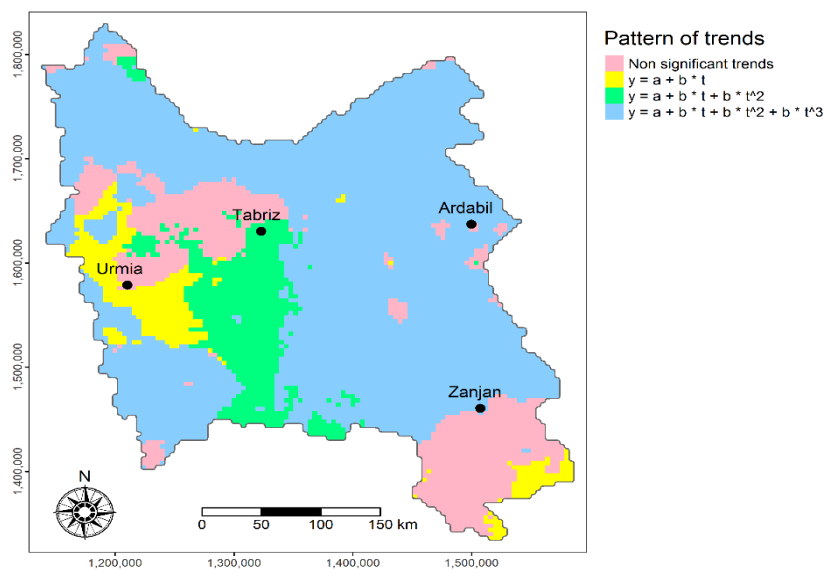 Pattern of trends
Non significant trends
y = a + b * t
y = a + b * t + b * t^2
y = a + b * t + b * t^2 + b * t^3
1,800,000
1,700,000
1,600,000
1,500,000
1,400,000
Tabriz
Ardabil
Urmia
Zanjan
N
0 50 100 150 km
1,200,000 1,300,000 1,400,000 1,500,000